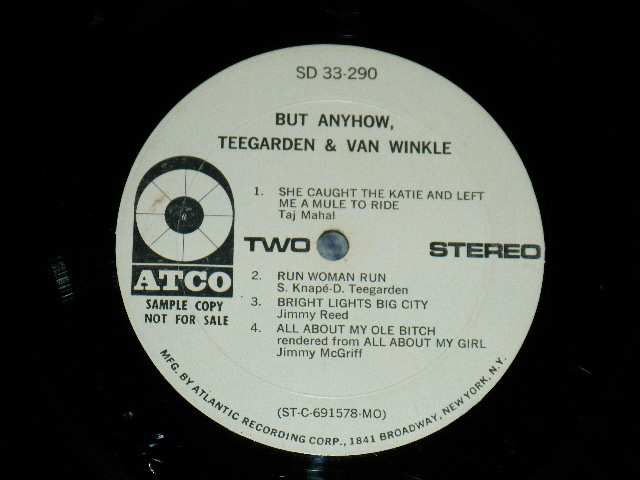 SD 33-290
BUT ANYHOW,
TEEGARDEN & VAN WINKLE
1. SHE CAUGHT THE KATIE AND LEFT
ME A MULE TO RIDE
Taj Mahal
TWO
STEREO
ATCO
SAMPLE COPY
NOT FOR SALE
2. RUN WOMAN RUN
S. Knapé-D. Teegarden
3. BRIGHT LIGHTS BIG CITY
Jimmy Reed
4. ALL ABOUT MY OLE BITCH
rendered from ALL ABOUT MY GIRL
Jimmy McGriff
(ST-C-691578-MO)
MFG. BY ATLANTIC RECORDING CORP., 1841 BROADWAY, NEW YORK, N.Y.